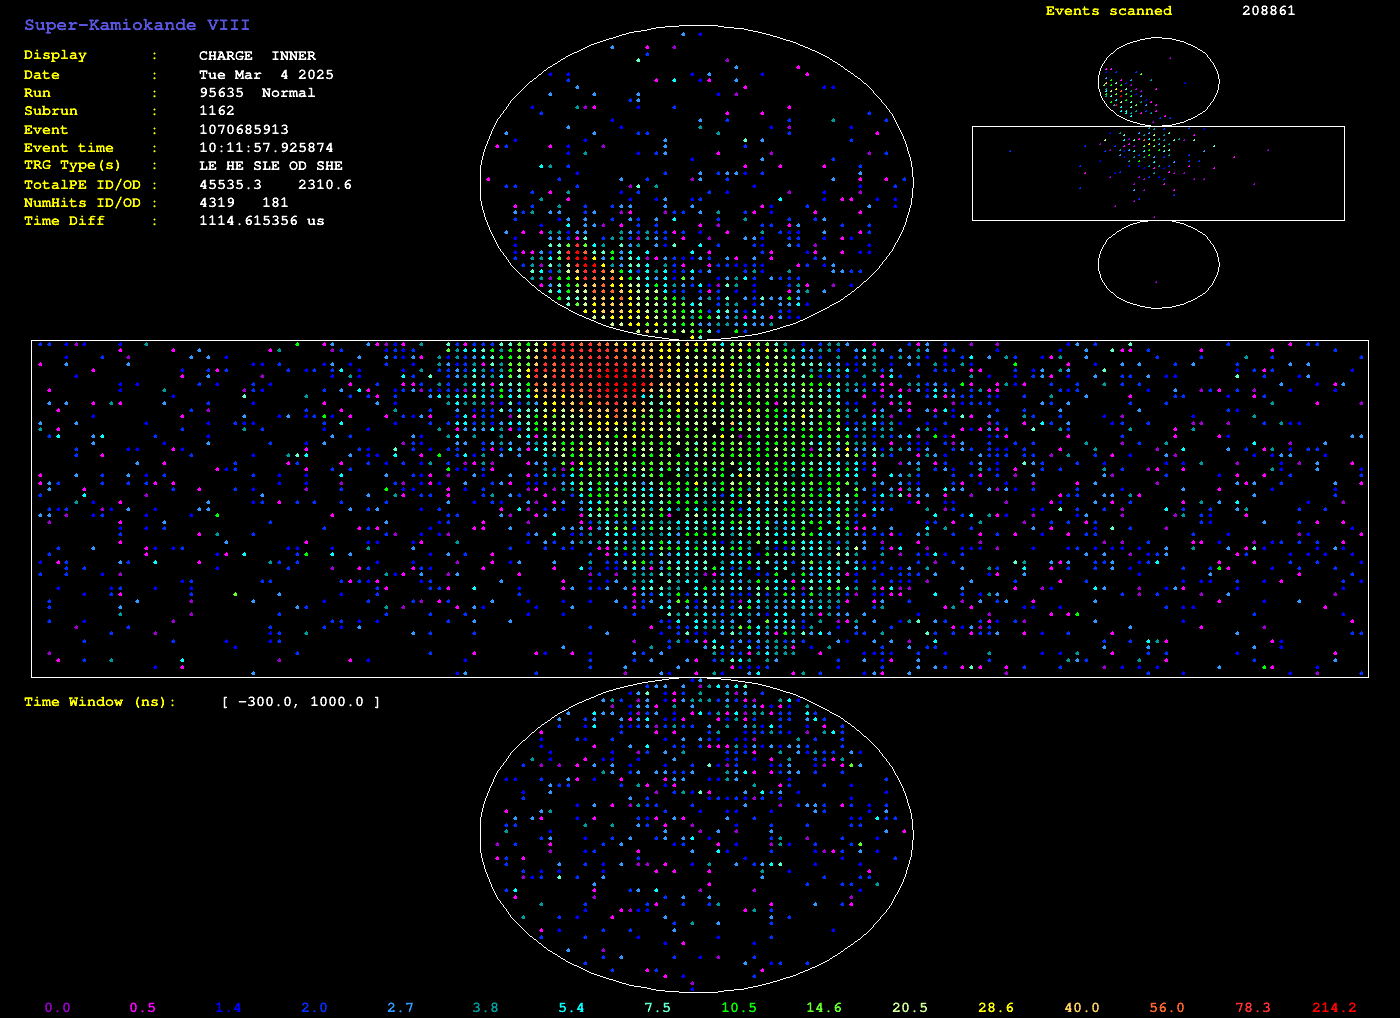 Super-Kamiokande VIII
Events scanned 208861
Display : CHARGE INNER
Date : Tue Mar 4 2025
Run : 95635 Normal
Subrun : 1162
Event : 1070685913
Event time : 10:11:57.925874
TRG Type(s) : LE HE SLE OD SHE
TotalPE ID/OD : 45535.3 2310.6
NumHits ID/OD : 4319 181
Time Diff : 1114.615356 us
Time Window (ns): [ -300.0, 1000.0 ]
0.0 0.5 1.4 2.0 2.7 3.8 5.4 7.5 10.5 14.6 20.5 28.6 40.0 56.0 78.3 214.2